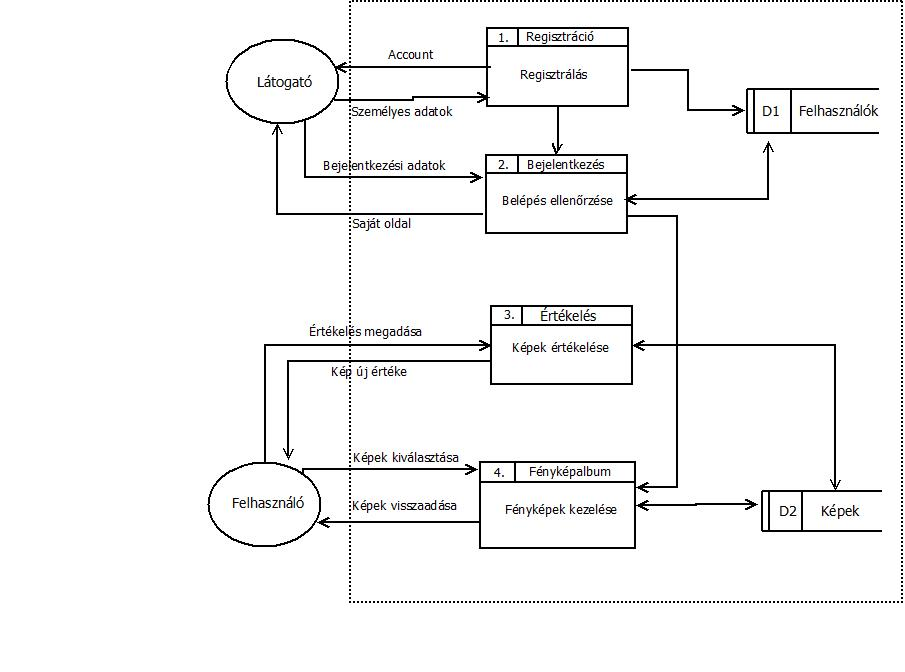 1. Regisztráció
Account
Látogató
Regisztrálás
Személyes adatok
D1 Felhasználók
2. Bejelentkezés
Bejelentkezési adatok
Belépés ellenőrzése
Saját oldal
3. Értékelés
Értékelés megadása
Képek értékelése
Kép új értéke
Képek kiválasztása
4. Fényképalbum
Felhasználó
Képek visszaadása
Fényképek kezelése
D2 Képek